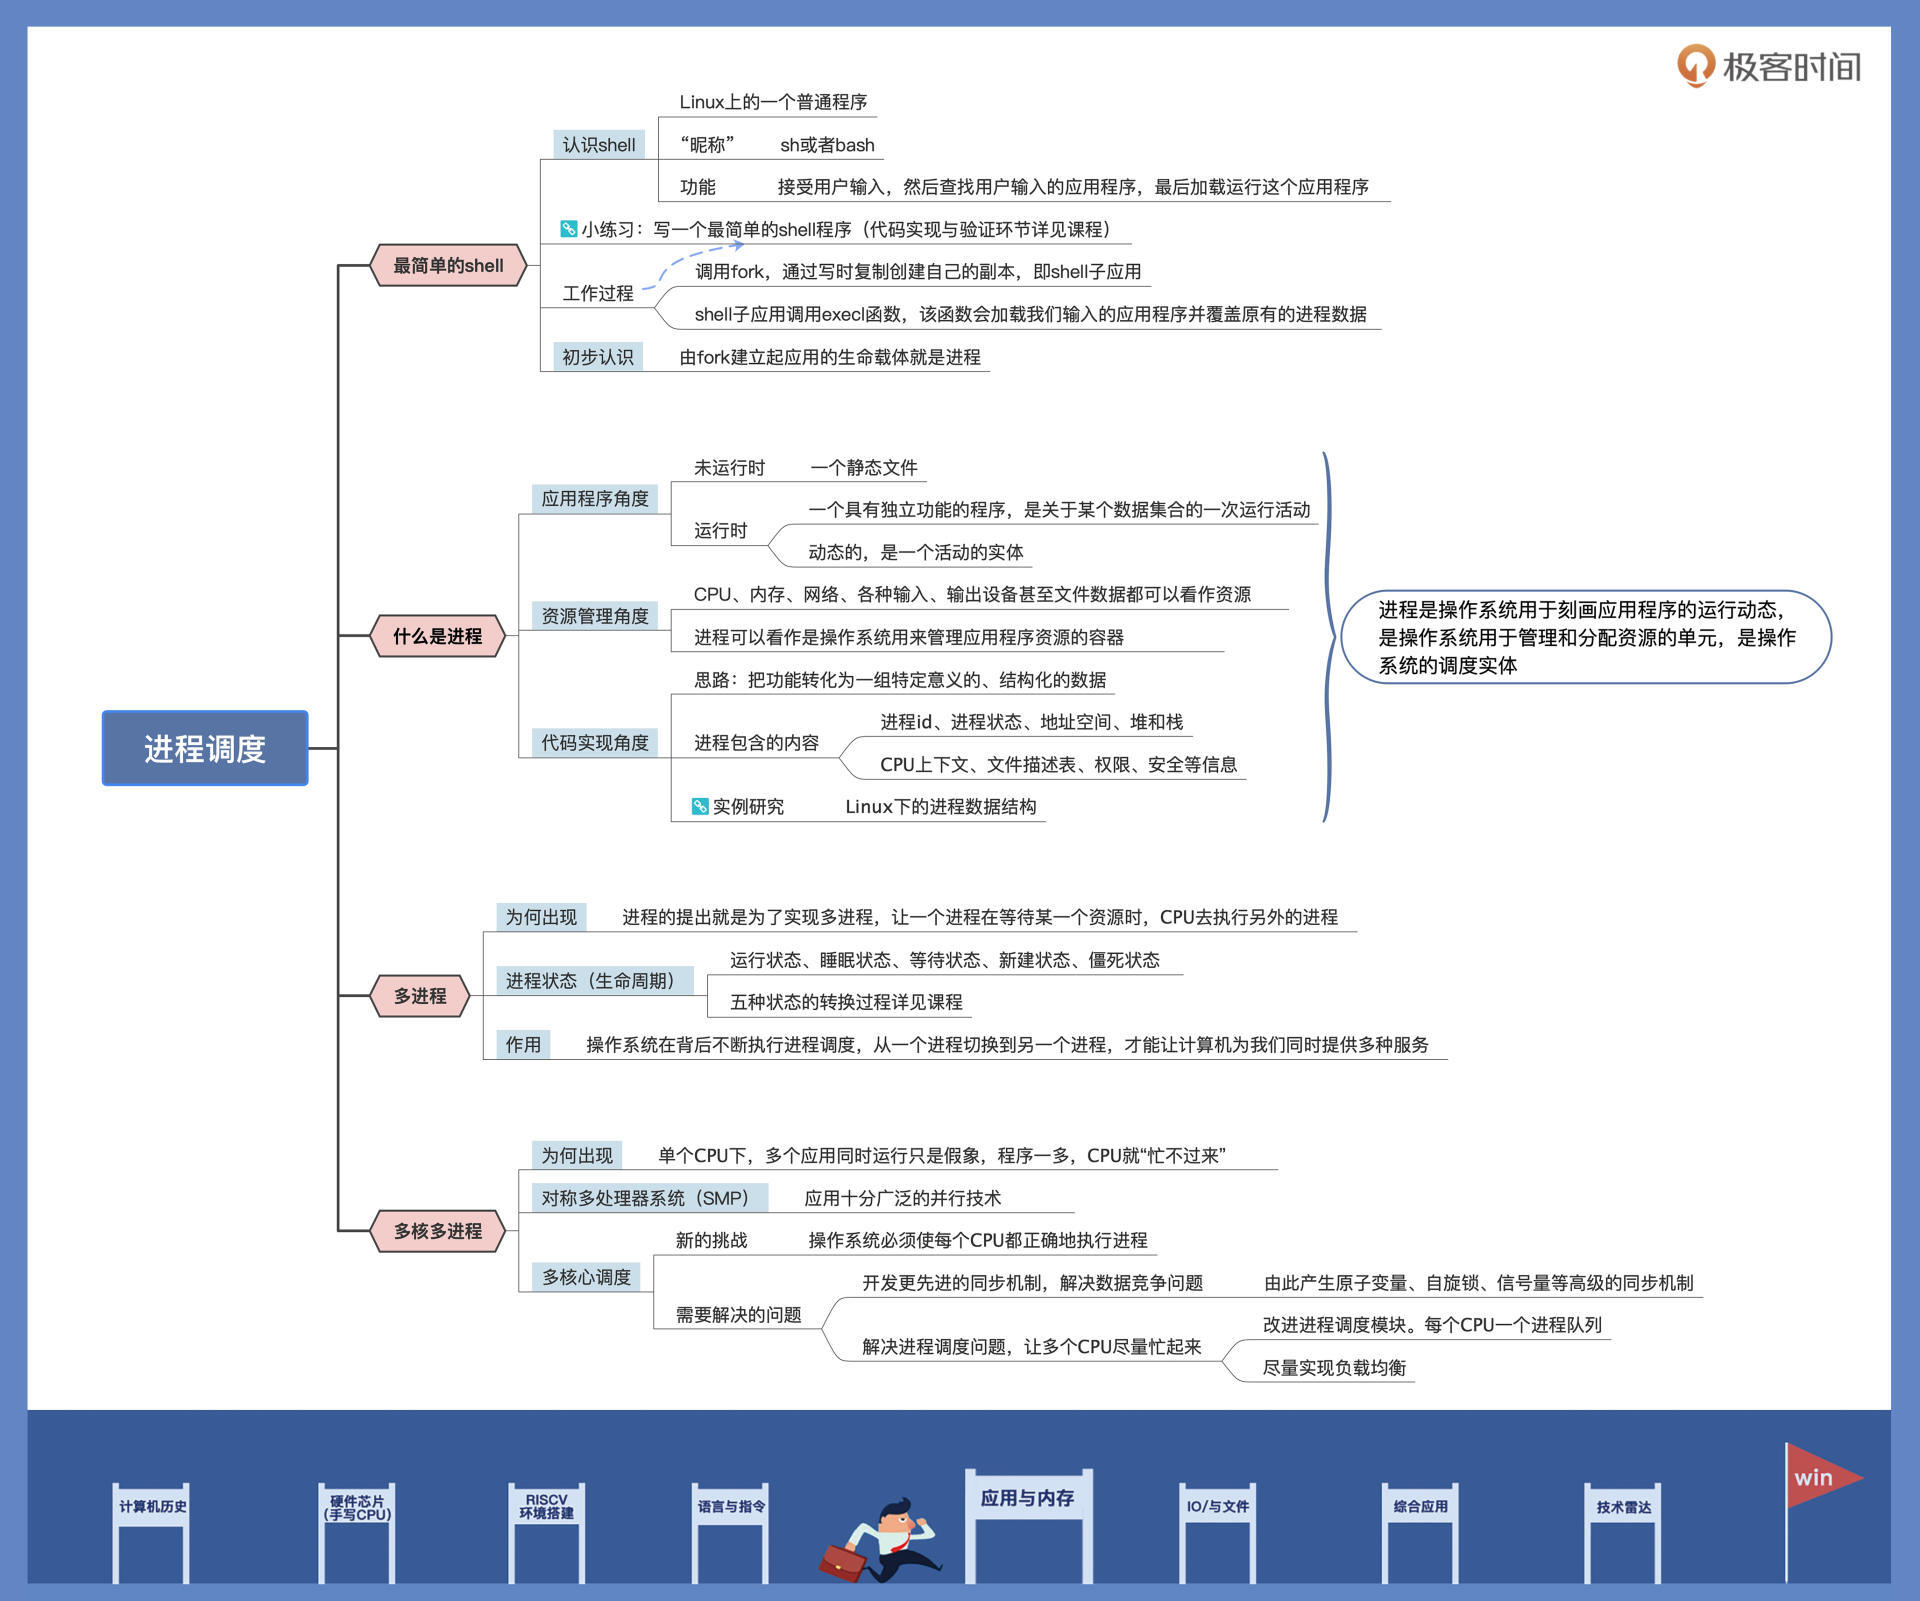 极客时间
进程调度
最简单的shell
认识shell
Linux上的一个普通程序
“昵称” sh或者bash
功能 接受用户输入，然后查找用户输入的应用程序，最后加载运行这个应用程序
小练习：写一个最简单的shell程序（代码实现与验证环节详见课程）
工作过程
调用fork，通过写时复制创建自己的副本，即shell子应用
shell子应用调用execl函数，该函数会加载我们输入的应用程序并覆盖原有的进程数据
初步认识 由fork建立起应用的生命载体就是进程
什么是进程
应用程序角度
未运行时 一个静态文件
运行时
一个具有独立功能的程序，是关于某个数据集合的一次运行活动
动态的，是一个活动的实体
资源管理角度
CPU、内存、网络、各种输入、输出设备甚至文件数据都可以看作资源
进程可以看作是操作系统用来管理应用程序资源的容器
代码实现角度
思路：把功能转化为一组特定意义的、结构化的数据
进程包含的内容
进程id、进程状态、地址空间、堆和栈
CPU上下文、文件描述表、权限、安全等信息
实例研究 Linux下的进程数据结构
进程是操作系统用于刻画应用程序的运行动态，
是操作系统用于管理和分配资源的单元，是操作
系统的调度实体
多进程
为何出现 进程的提出就是为了实现多进程，让一个进程在等待某一个资源时，CPU去执行另外的进程
进程状态（生命周期）
运行状态、睡眠状态、等待状态、新建状态、僵死状态
五种状态的转换过程详见课程
作用 操作系统在背后不断执行进程调度，从一个进程切换到另一个进程，才能让计算机为我们同时提供多种服务
多核多进程
为何出现 单个CPU下，多个应用同时运行只是假象，程序一多，CPU就“忙不过来”
对称多处理器系统（SMP） 应用十分广泛的并行技术
多核心调度
新的挑战 操作系统必须使每个CPU都正确地执行进程
需要解决的问题
开发更先进的同步机制，解决数据竞争问题 由此产生原子变量、自旋锁、信号量等高级的同步机制
解决进程调度问题，让多个CPU尽量忙起来
改进进程调度模块。每个CPU一个进程队列
尽量实现负载均衡
计算机历史
硬件芯片
(手写CPU)
RISCV
环境搭建
语言与指令
应用与内存
IO/与文件
综合应用
技术雷达
win